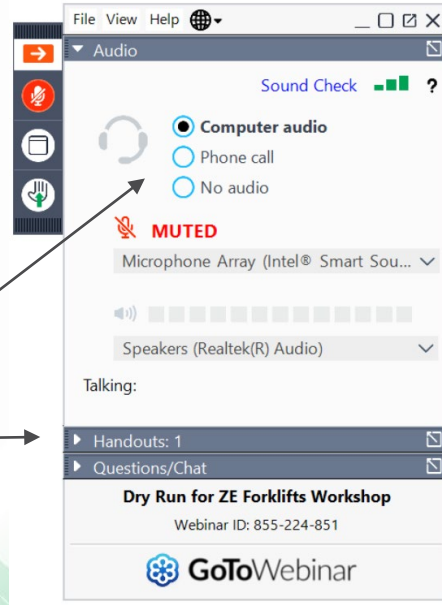 File View Help
Audio
Sound Check ?
Computer audio
Phone call
No audio
MUTED
Microphone Array (Intel® Smart Sou...
Speakers (Realtek(R) Audio)
Talking:
Handouts: 1
Questions/Chat
Dry Run for ZE Forklifts Workshop
Webinar ID: 855-224-851
GoToWebinar